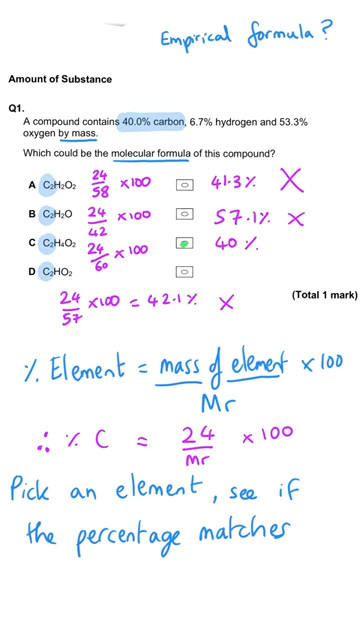 Empirical formula?
Amount of Substance
Q1.
A compound contains 40.0% carbon, 6.7% hydrogen and 53.3%
oxygen by mass.
Which could be the molecular formula of this compound?
A C₂H₂O₂ 24/58 ×100 41.3% X
B C₂H₂O 24/42 ×100 57.1% X
C C₂H₄O₂ 24/60 ×100 40%
D C₂HO₂
24/57 ×100 = 42.1% X
(Total 1 mark)
% Element = mass of element/Mr ×100
∴ % C = 24/Mr ×100
Pick an element, see if
the percentage matches